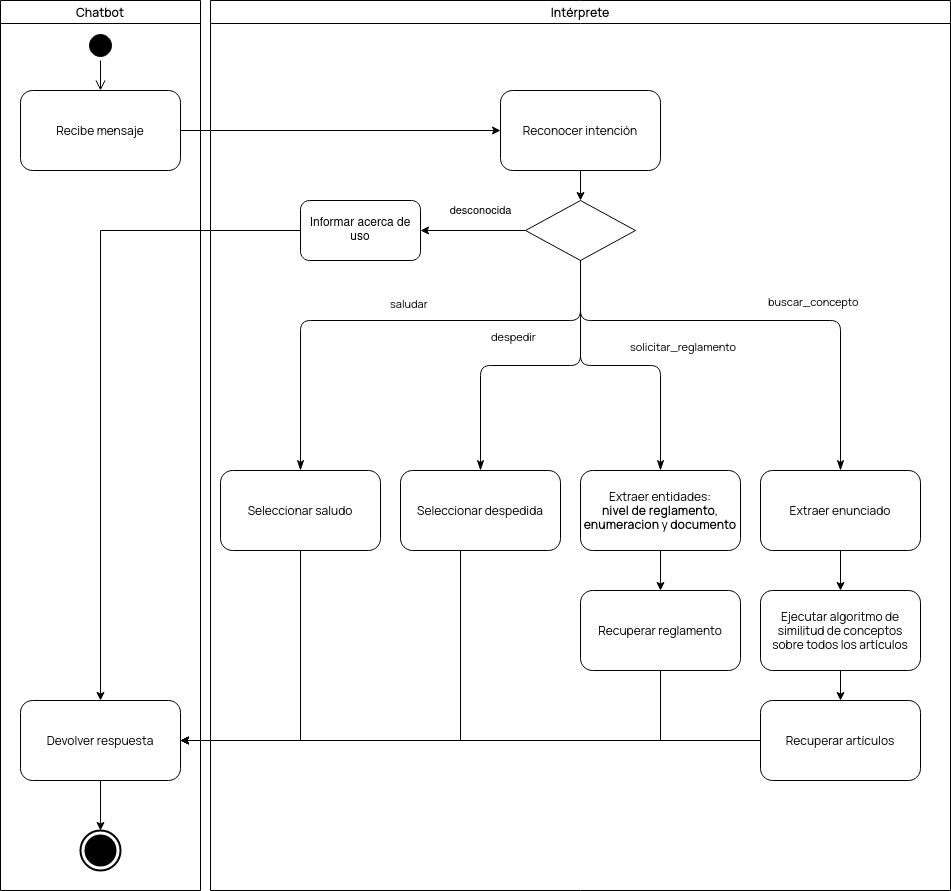 Chatbot
Intérprete
Recibe mensaje
Reconocer intención
Informar acerca de
uso
desconocida
saludar
buscar_concepto
despedir
solicitar_reglamento
Seleccionar saludo
Seleccionar despedida
Extraer entidades:
nivel de reglamento,
enumeracion y documento
Extraer enunciado
Recuperar reglamento
Ejecutar algoritmo de
similitud de conceptos
sobre todos los artículos
Devolver respuesta
Recuperar artículos